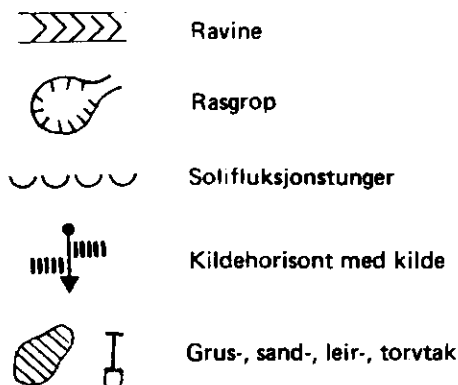 Ravine
Rasgrop
Solifluksjonstunger
Kildehorisont med kilde
Grus-, sand-, leir-, torvtak